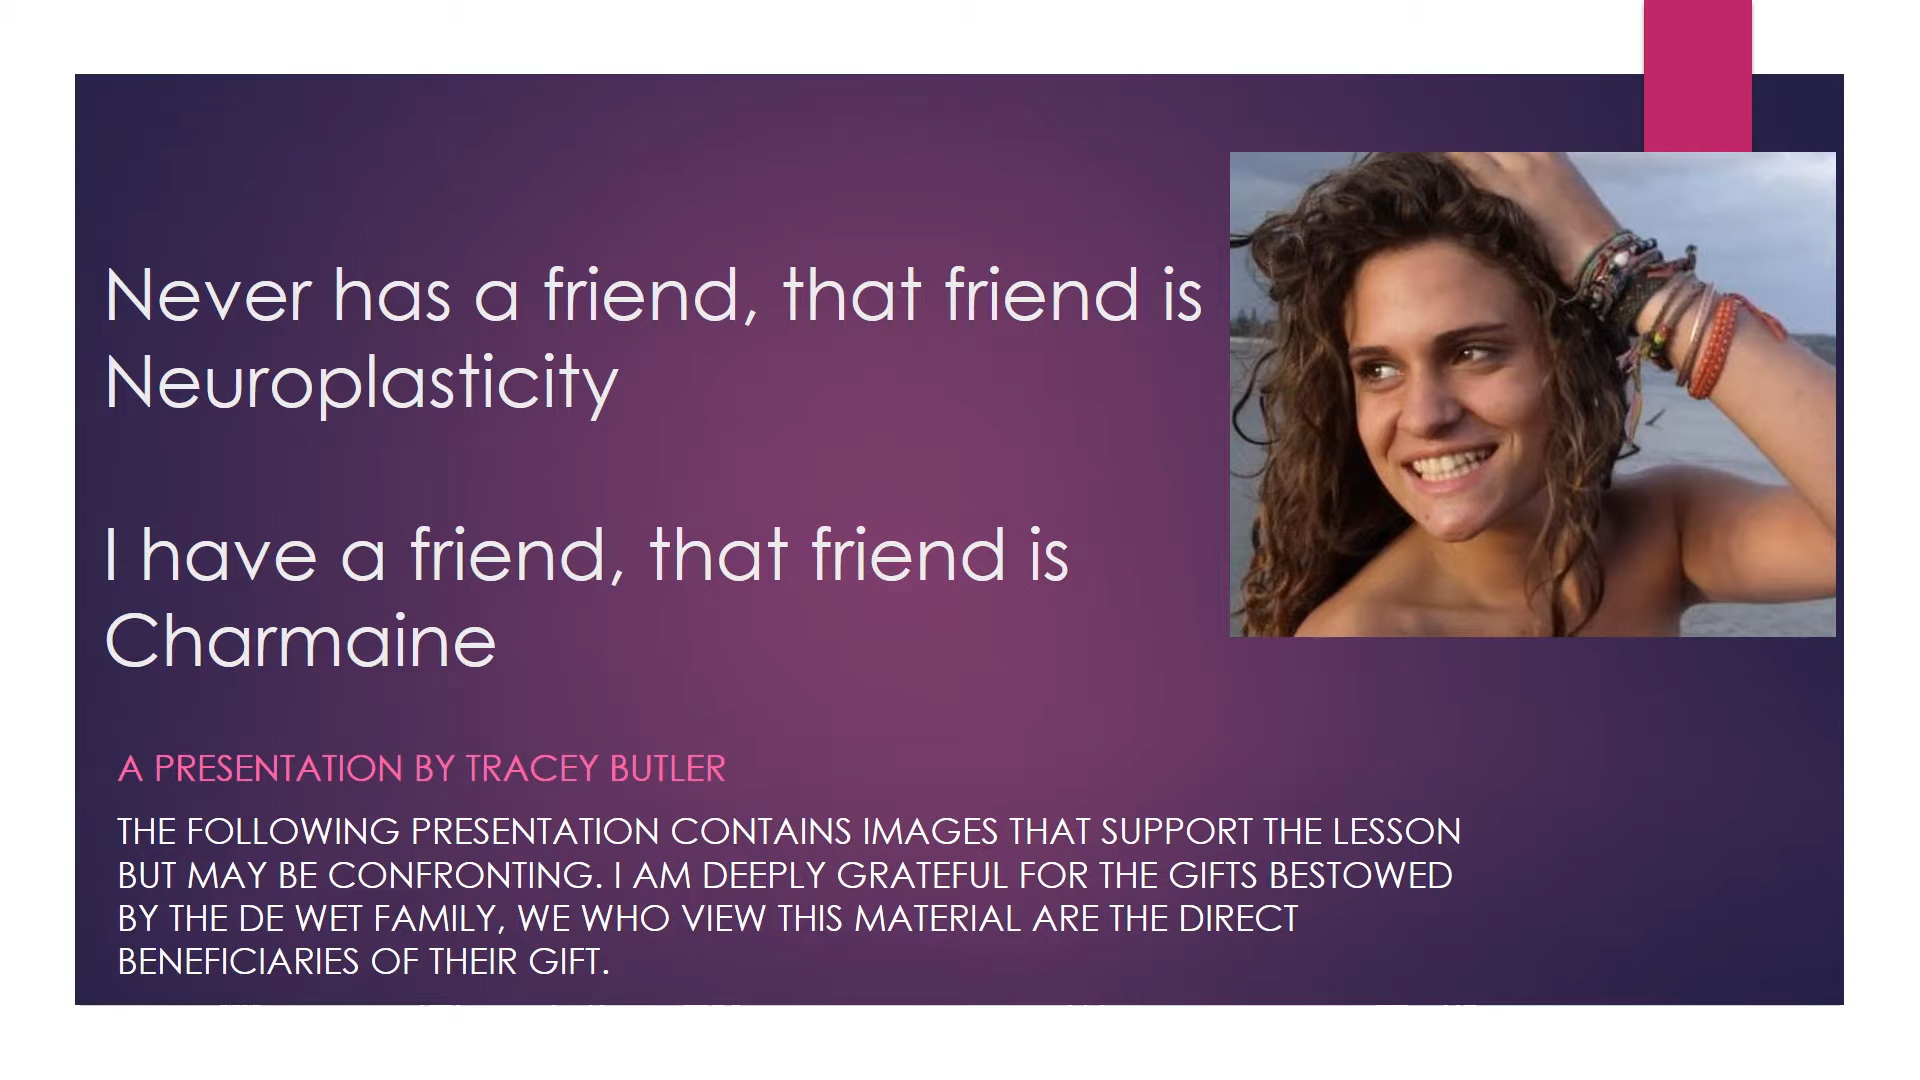 Never has a friend, that friend is
Neuroplasticity
I have a friend, that friend is
Charmaine
A PRESENTATION BY TRACEY BUTLER
THE FOLLOWING PRESENTATION CONTAINS IMAGES THAT SUPPORT THE LESSON
BUT MAY BE CONFRONTING. I AM DEEPLY GRATEFUL FOR THE GIFTS BESTOWED
BY THE DE WET FAMILY, WE WHO VIEW THIS MATERIAL ARE THE DIRECT
BENEFICIARIES OF THEIR GIFT.